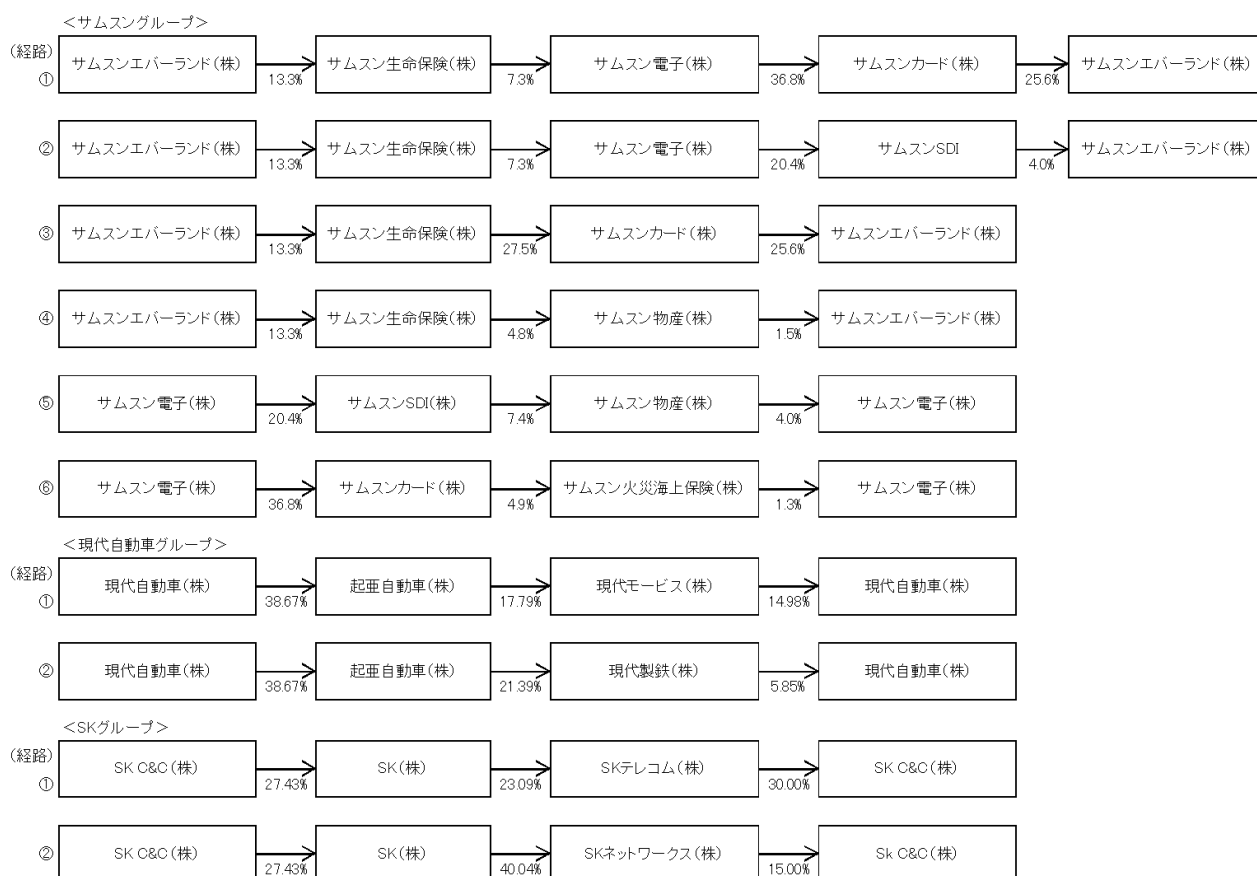 ＜サムスングループ＞
(経路)
① サムスンエバーランド(株) 13.3% サムスン生命保険(株) 7.3% サムスン電子(株) 36.8% サムスンカード(株) 25.6% サムスンエバーランド(株)
② サムスンエバーランド(株) 13.3% サムスン生命保険(株) 7.3% サムスン電子(株) 20.4% サムスンSDI 4.0% サムスンエバーランド(株)
③ サムスンエバーランド(株) 13.3% サムスン生命保険(株) 27.5% サムスンカード(株) 25.6% サムスンエバーランド(株)
④ サムスンエバーランド(株) 13.3% サムスン生命保険(株) 4.8% サムスン物産(株) 1.5% サムスンエバーランド(株)
⑤ サムスン電子(株) 20.4% サムスンSDI(株) 7.4% サムスン物産(株) 4.0% サムスン電子(株)
⑥ サムスン電子(株) 36.8% サムスンカード(株) 4.9% サムスン火災海上保険(株) 1.3% サムスン電子(株)
＜現代自動車グループ＞
(経路)
① 現代自動車(株) 38.67% 起亜自動車(株) 17.79% 現代モービス(株) 14.98% 現代自動車(株)
② 現代自動車(株) 38.67% 起亜自動車(株) 21.39% 現代製鉄(株) 5.85% 現代自動車(株)
＜SKグループ＞
(経路)
① SK C&C(株) 27.43% SK(株) 23.09% SKテレコム(株) 30.00% SK C&C(株)
② SK C&C(株) 27.43% SK(株) 40.04% SKネットワークス(株) 15.00% Sk C&C(株)